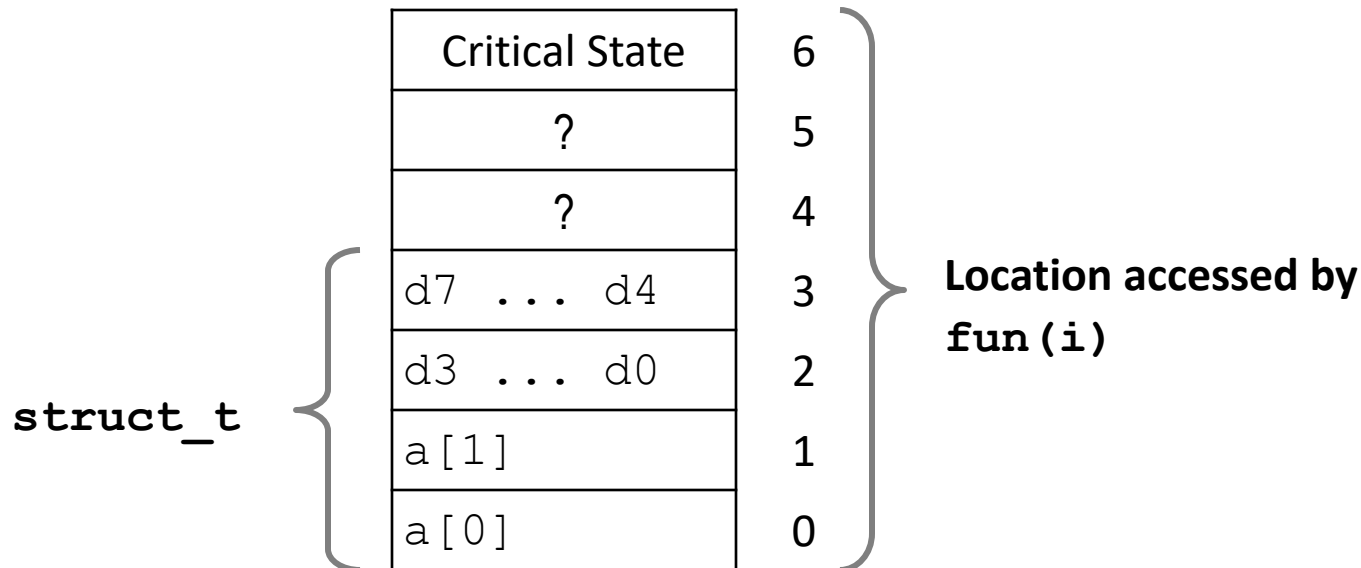 Critical State 6
? 5
? 4
d7 ... d4 3
d3 ... d0 2
a[1] 1
a[0] 0
struct_t
Location accessed by
fun(i)